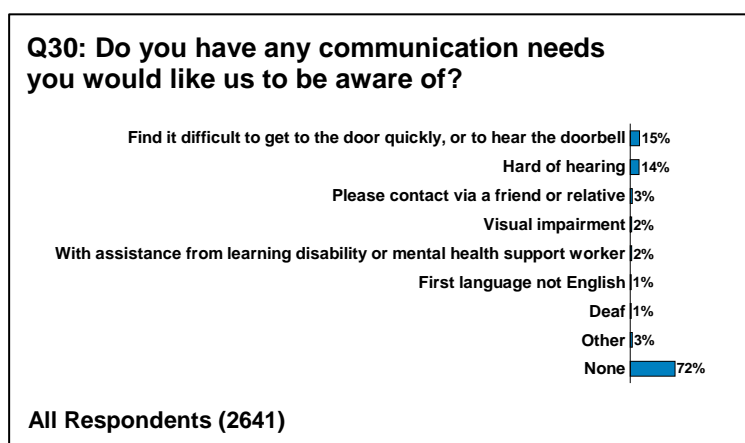 Q30: Do you have any communication needs
you would like us to be aware of?
Find it difficult to get to the door quickly, or to hear the doorbell 15%
Hard of hearing 14%
Please contact via a friend or relative 3%
Visual impairment 2%
With assistance from learning disability or mental health support worker 2%
First language not English 1%
Deaf 1%
Other 3%
None 72%
All Respondents (2641)